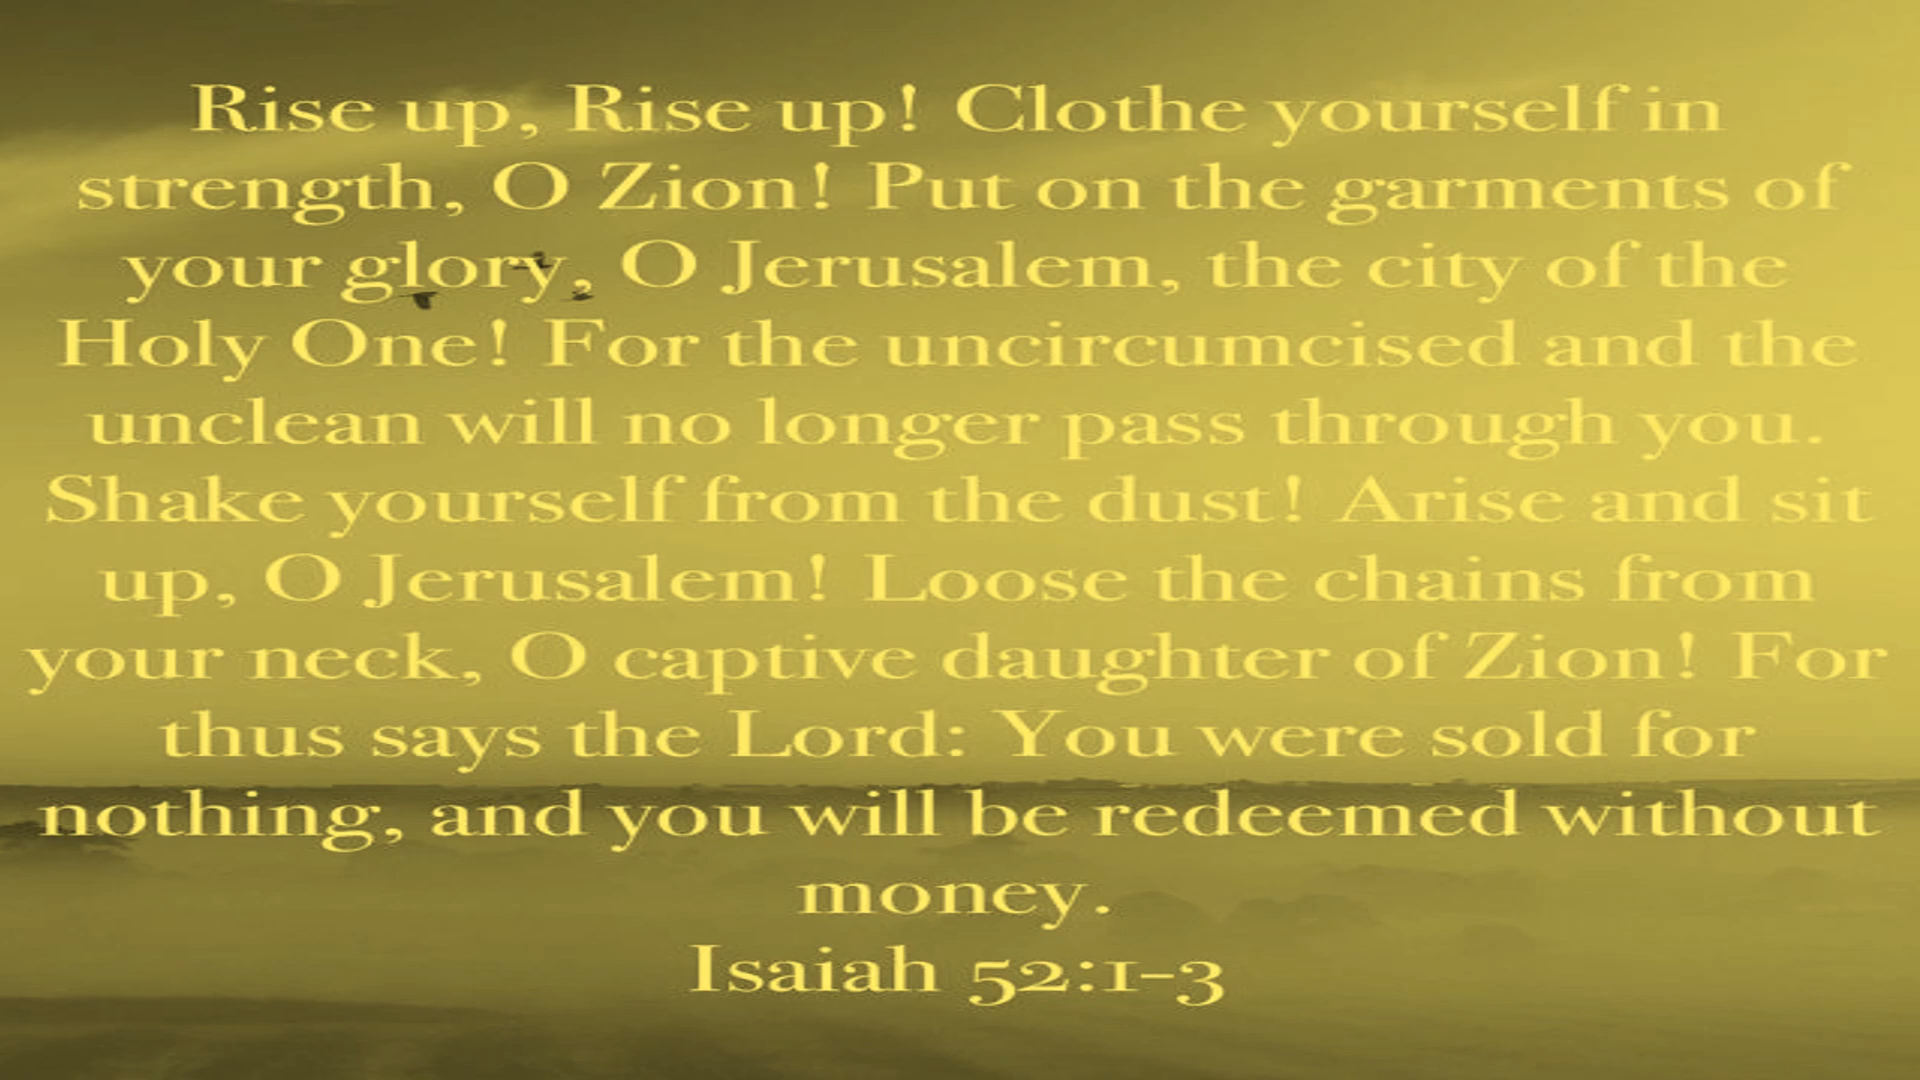 Rise up, Rise up! Clothe yourself in
strength, O Zion! Put on the garments of
your glory, O Jerusalem, the city of the
Holy One! For the uncircumcised and the
unclean will no longer pass through you.
Shake yourself from the dust! Arise and sit
up, O Jerusalem! Loose the chains from
your neck, O captive daughter of Zion! For
thus says the Lord: You were sold for
nothing, and you will be redeemed without
money.
Isaiah 52:1-3